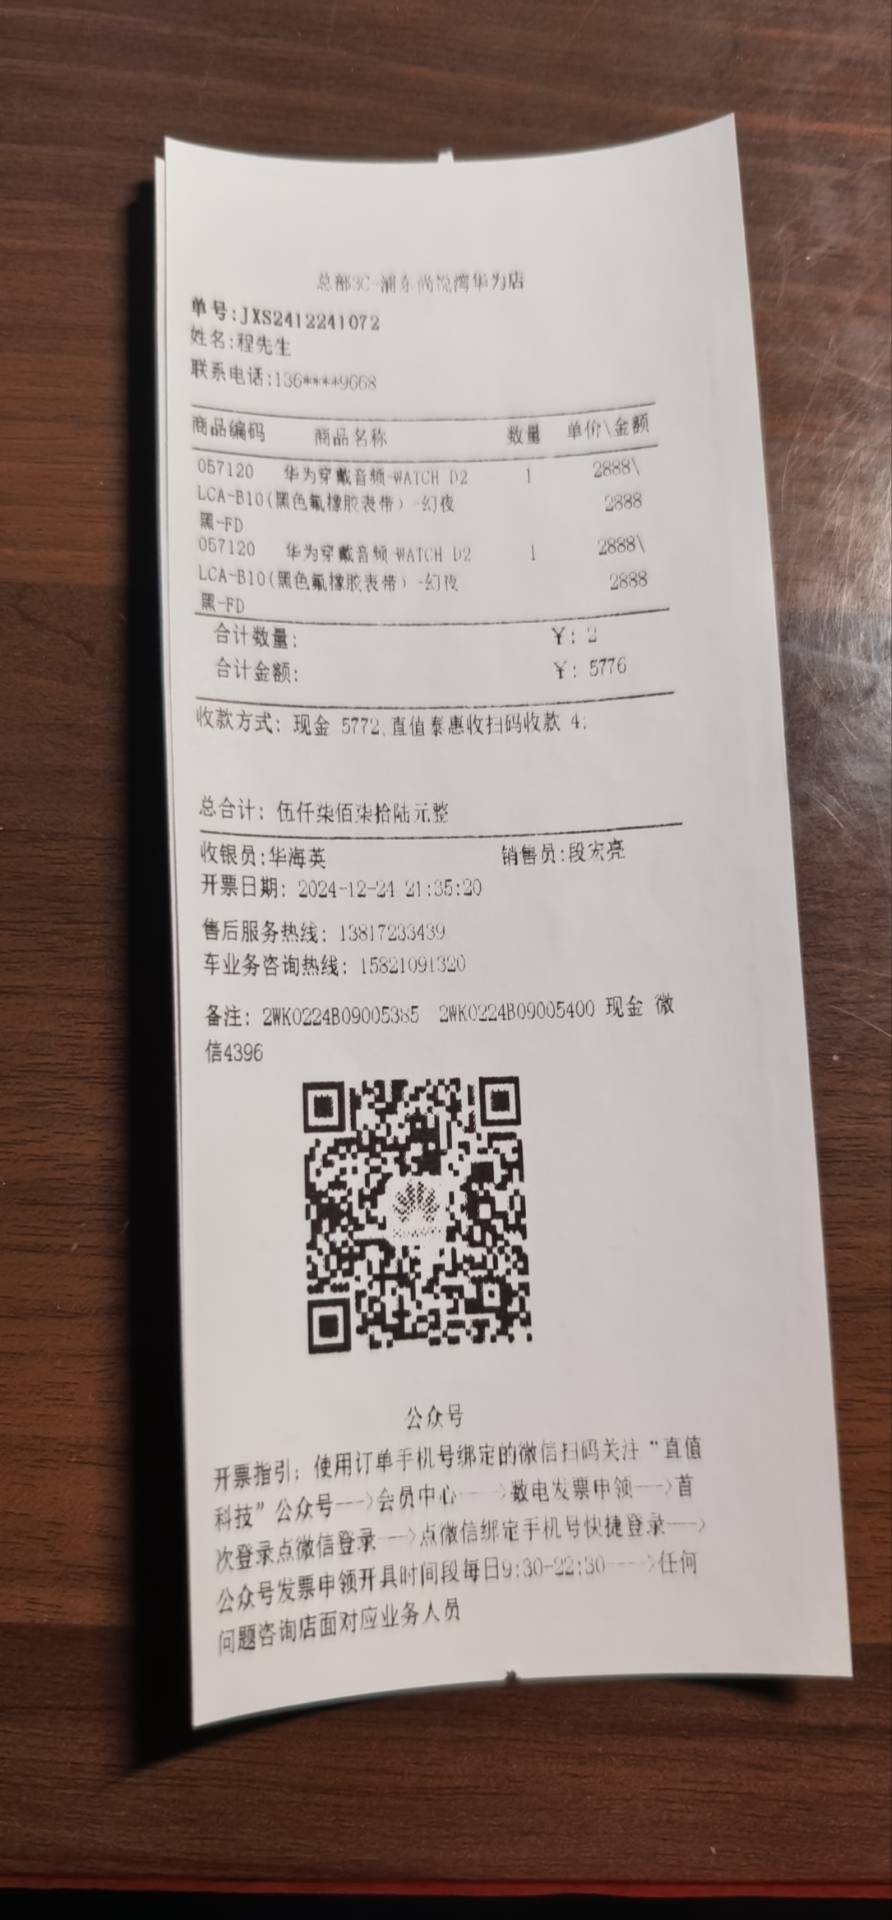 总部3C-浦东尚悦湾华为店
单号:JXS2412241072
姓名:程先生
联系电话:136****9668
商品编码 商品名称 数量 单价\金额
057120 华为穿戴音频-WATCH D2 1 2888\
LCA-B10(黑色氟橡胶表带）-幻夜 2888
黑-FD
057120 华为穿戴音频-WATCH D2 1 2888\
LCA-B10(黑色氟橡胶表带）-幻夜 2888
黑-FD
合计数量: ￥: 2
合计金额: ￥: 5776
收款方式: 现金 5772,直值泰惠收扫码收款 4;
总合计: 伍仟柒佰柒拾陆元整
收银员:华海英 销售员:段宏亮
开票日期: 2024-12-24 21:35:20
售后服务热线: 13817233439
车业务咨询热线: 15821091320
备注: 2WK0224B09005385 2WK0224B09005400 现金 微
信4396
公众号
开票指引: 使用订单手机号绑定的微信扫码关注“直值
科技”公众号--->会员中心---->数电发票申领--->首
次登录点微信登录--->点微信绑定手机号快捷登录--->
公众号发票申领开具时间段每日9:30-22:30---->任何
问题咨询店面对应业务人员